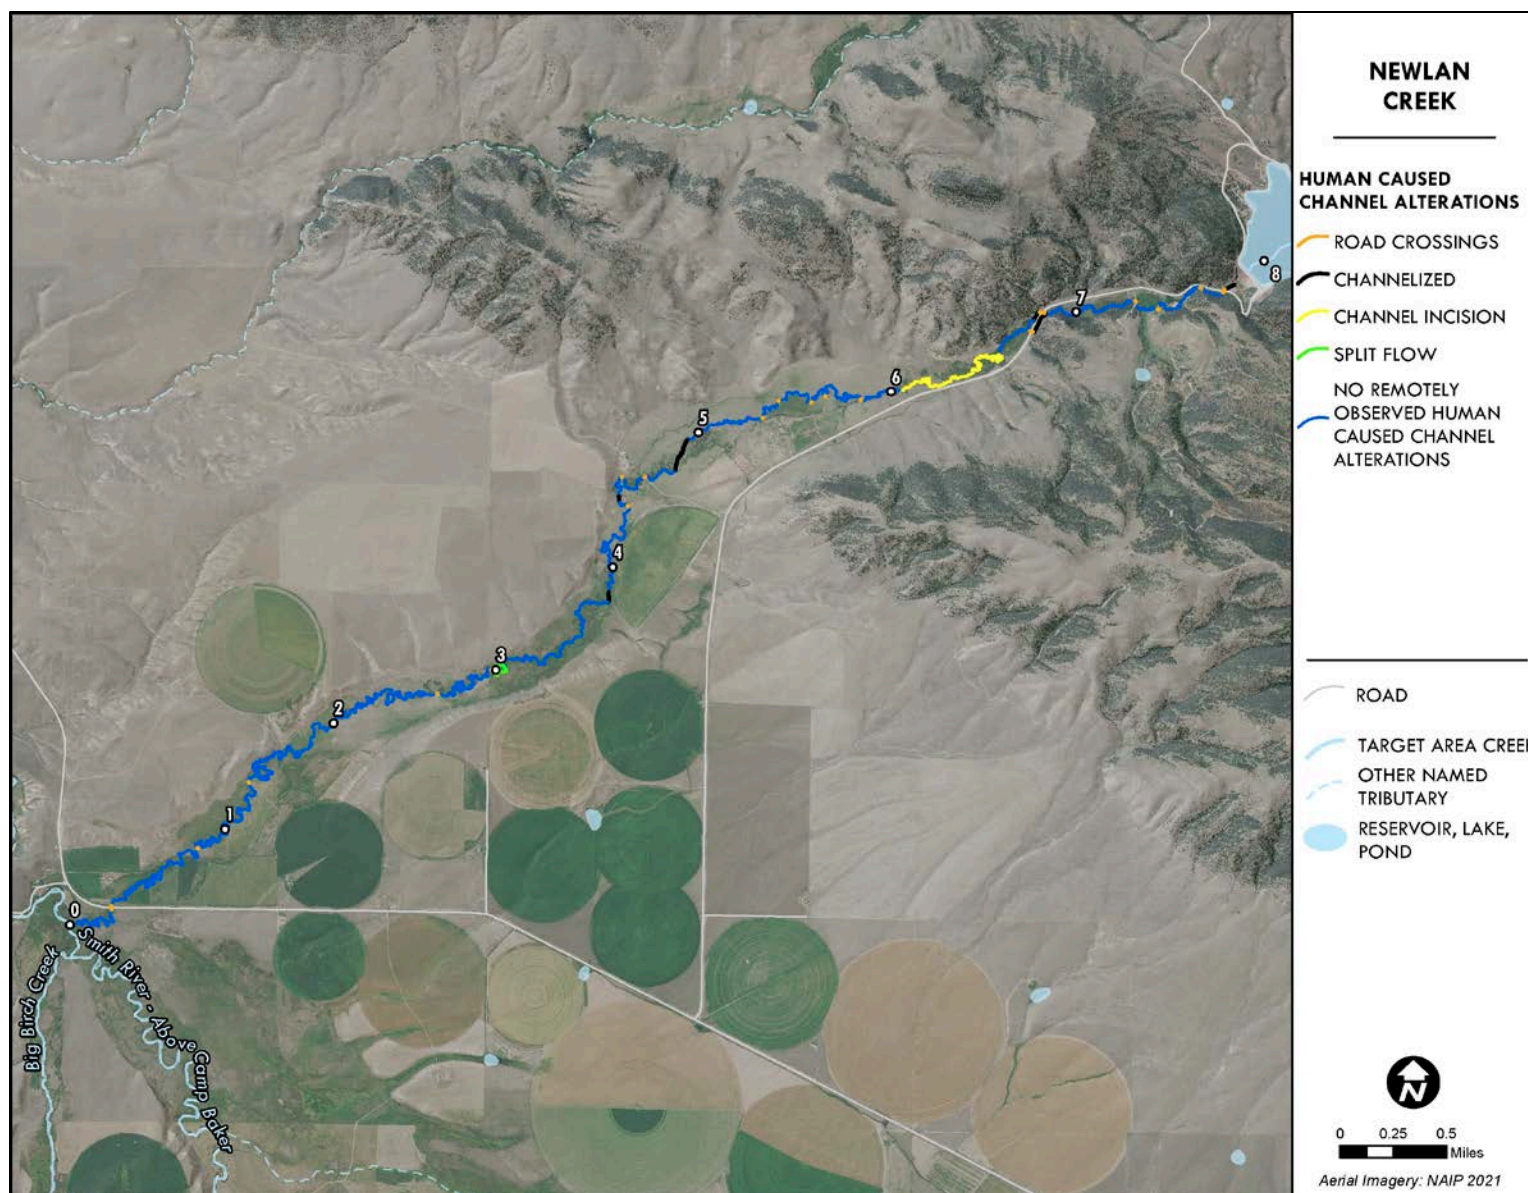 NEWLAN
CREEK
HUMAN CAUSED
CHANNEL ALTERATIONS
ROAD CROSSINGS
CHANNELIZED
CHANNEL INCISION
SPLIT FLOW
NO REMOTELY
OBSERVED HUMAN
CAUSED CHANNEL
ALTERATIONS
ROAD
TARGET AREA CREEK
OTHER NAMED
TRIBUTARY
RESERVOIR, LAKE,
POND
N
0 0.25 0.5
Miles
Aerial Imagery: NAIP 2021
8
7
6
5
4
3
2
1
0
Smith River - Above Camp Baker
Big Birch Creek